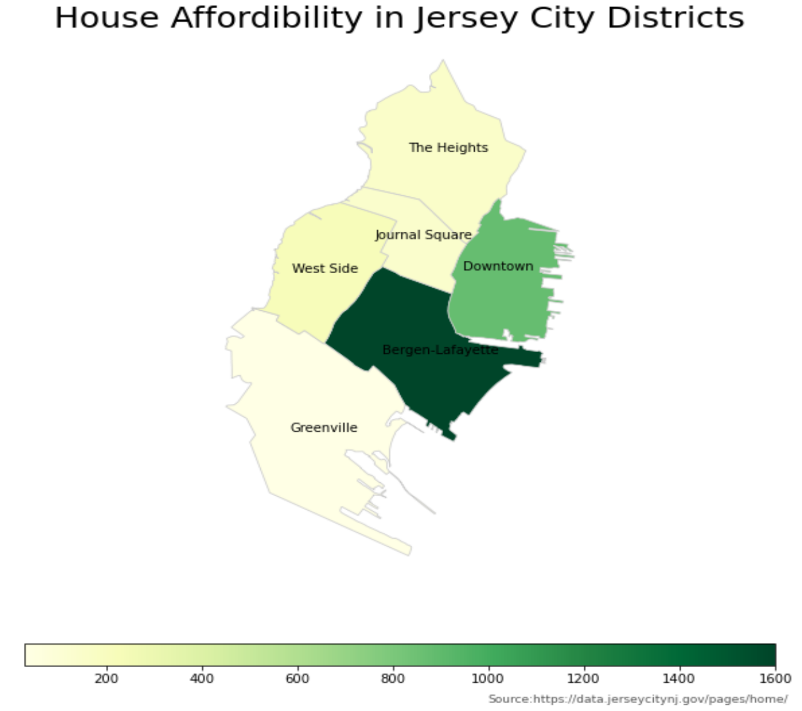 House Affordibility in Jersey City Districts
The Heights
Journal Square
West Side
Downtown
Bergen-Lafayette
Greenville
200 400 600 800 1000 1200 1400 1600
Source:https://data.jerseycitynj.gov/pages/home/